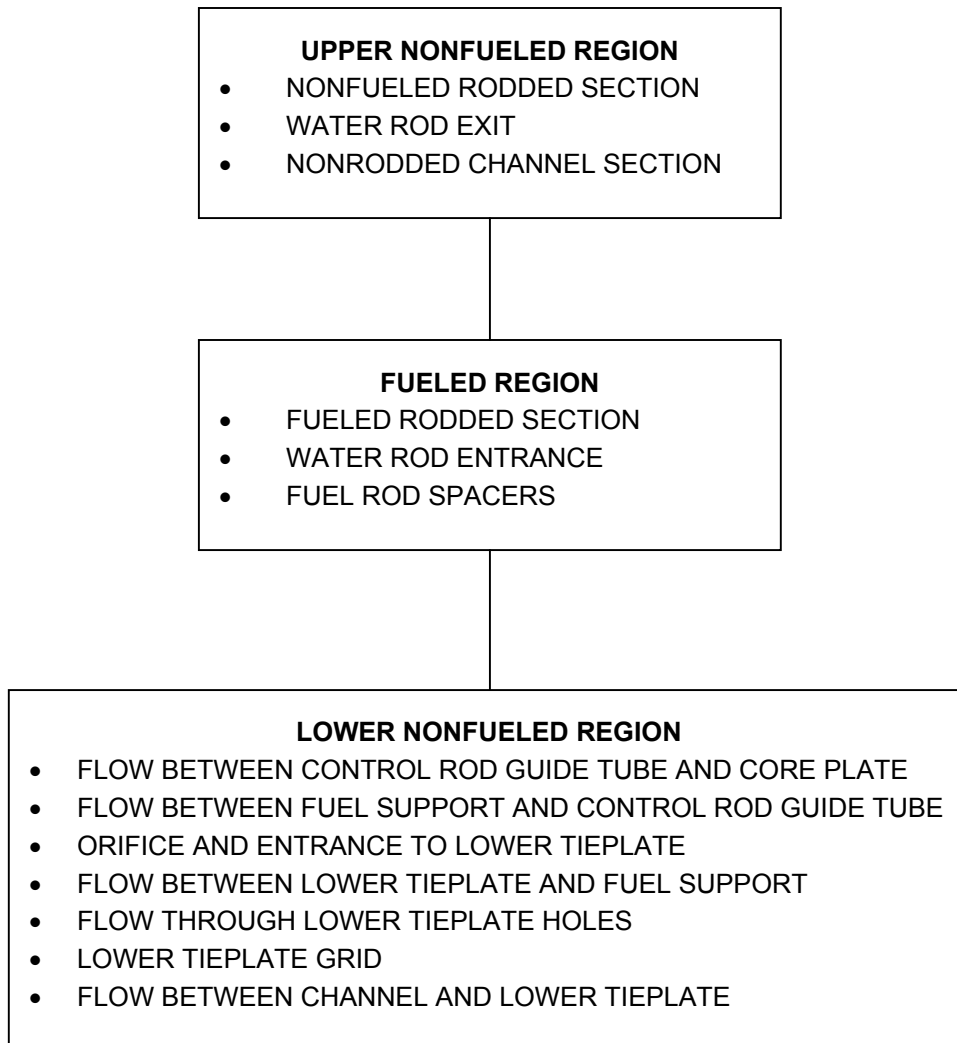 UPPER NONFUELED REGION
• NONFUELED RODDED SECTION
• WATER ROD EXIT
• NONRODDED CHANNEL SECTION
FUELED REGION
• FUELED RODDED SECTION
• WATER ROD ENTRANCE
• FUEL ROD SPACERS
LOWER NONFUELED REGION
• FLOW BETWEEN CONTROL ROD GUIDE TUBE AND CORE PLATE
• FLOW BETWEEN FUEL SUPPORT AND CONTROL ROD GUIDE TUBE
• ORIFICE AND ENTRANCE TO LOWER TIEPLATE
• FLOW BETWEEN LOWER TIEPLATE AND FUEL SUPPORT
• FLOW THROUGH LOWER TIEPLATE HOLES
• LOWER TIEPLATE GRID
• FLOW BETWEEN CHANNEL AND LOWER TIEPLATE